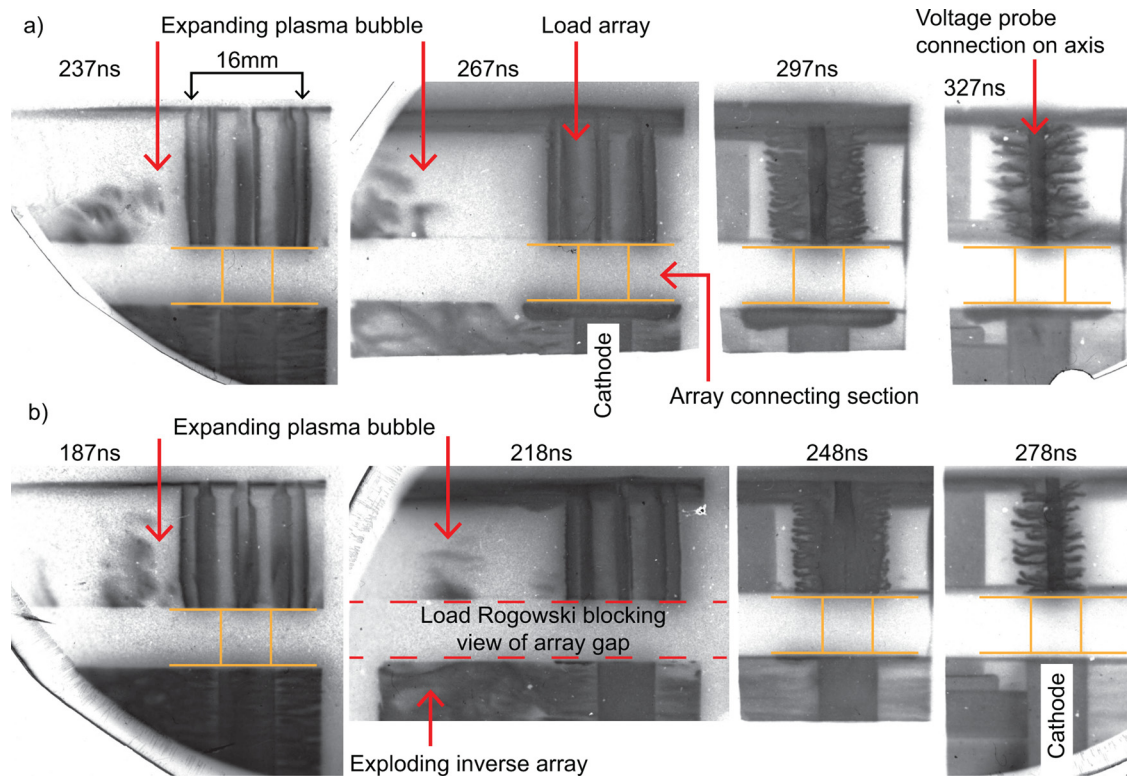 a)
Expanding plasma bubble
Load array
Voltage probe
connection on axis
237ns
16mm
267ns
297ns
327ns
Cathode
Array connecting section
b)
Expanding plasma bubble
187ns
218ns
248ns
278ns
Load Rogowski blocking
view of array gap
Cathode
Exploding inverse array